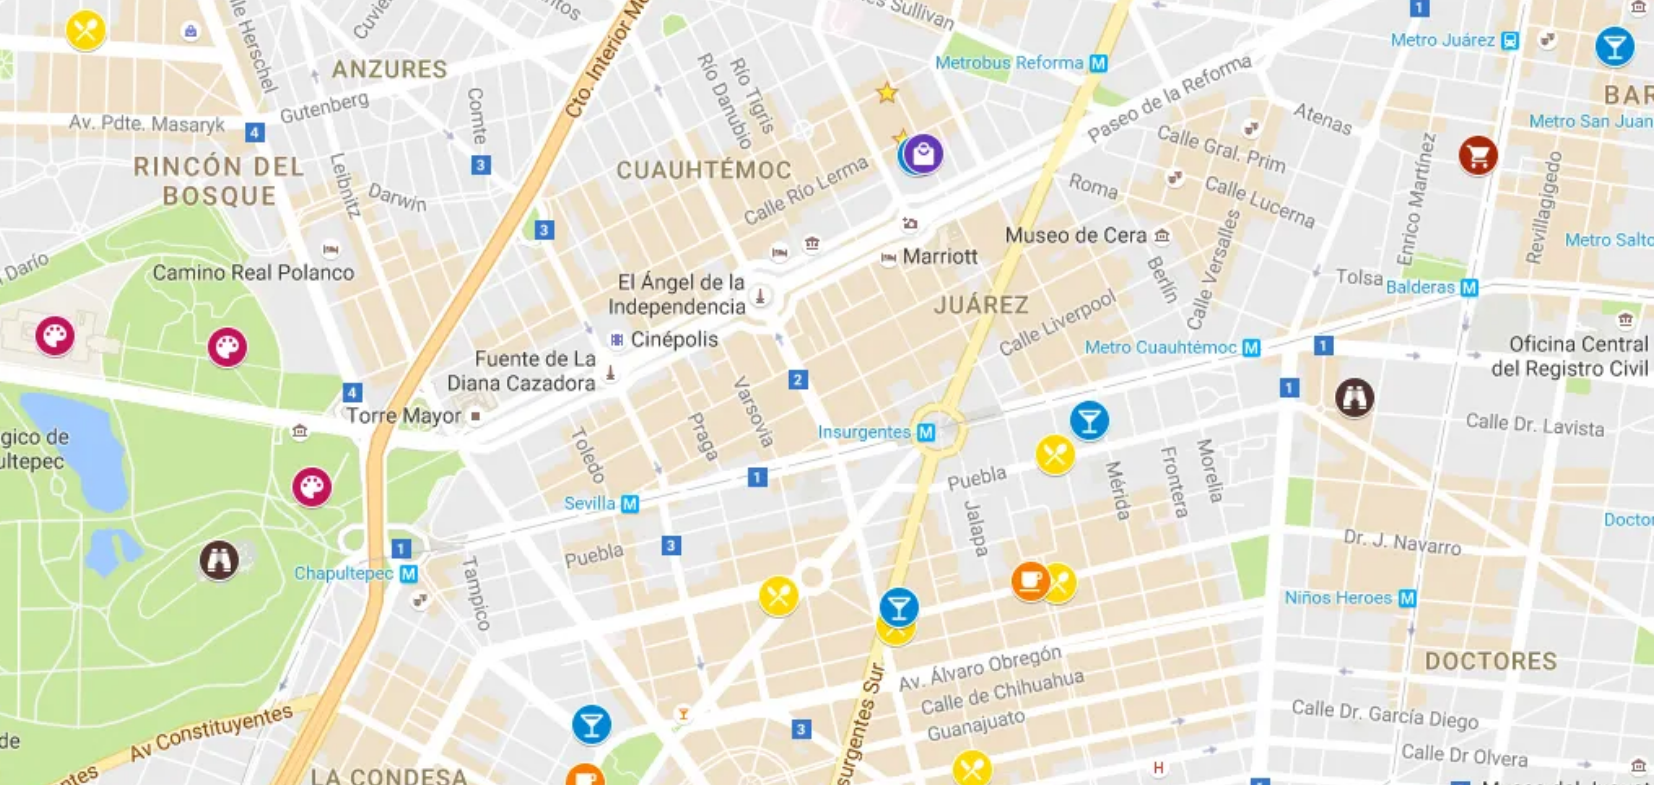 lle Herschel
Cuvie
ntos
Cto. Interior Me
es Sullivan
1
Metro Juárez
ANZURES
Metrobus Reforma M
Río Tigris
Río Danubio
Paseo de la Reforma
BAR
Gutenberg
Comte
Av. Pdte. Masaryk
4
Atenas
Metro San Juan
Calle Gral. Prim
RINCÓN DEL
BOSQUE
Leibnitz
3
CUAUHTÉMOC
Calle Río Lerma
Darwin
Roma
Calle Lucerna
Enrico Martínez
Revillagigedo
3
Museo de Cera
Calle Versalles
Metro Salto
Darío
Camino Real Polanco
Marriott
Berlín
Tolsa
Balderas M
El Ángel de la
Independencia
JUÁREZ
Calle Liverpool
Cinépolis
Metro Cuauhtémoc M
1
Oficina Central
del Registro Civil
Fuente de La
Diana Cazadora
4
2
1
Varsovia
Torre Mayor
Praga
Calle Dr. Lavista
gico de
ultepec
Toledo
Insurgentes M
Puebla
Mérida
Frontera
Morelia
1
Sevilla M
Jalapa
Doctor
3
Puebla
Dr. J. Navarro
1
Chapultepec M
Tampico
Niños Heroes M
Av. Álvaro Obregón
DOCTORES
Calle de Chihuahua
Guanajuato
surgentes Sur
Av Constituyentes
3
Calle Dr. García Diego
de
Calle Dr Olvera
ntes
LA CONDESA
H